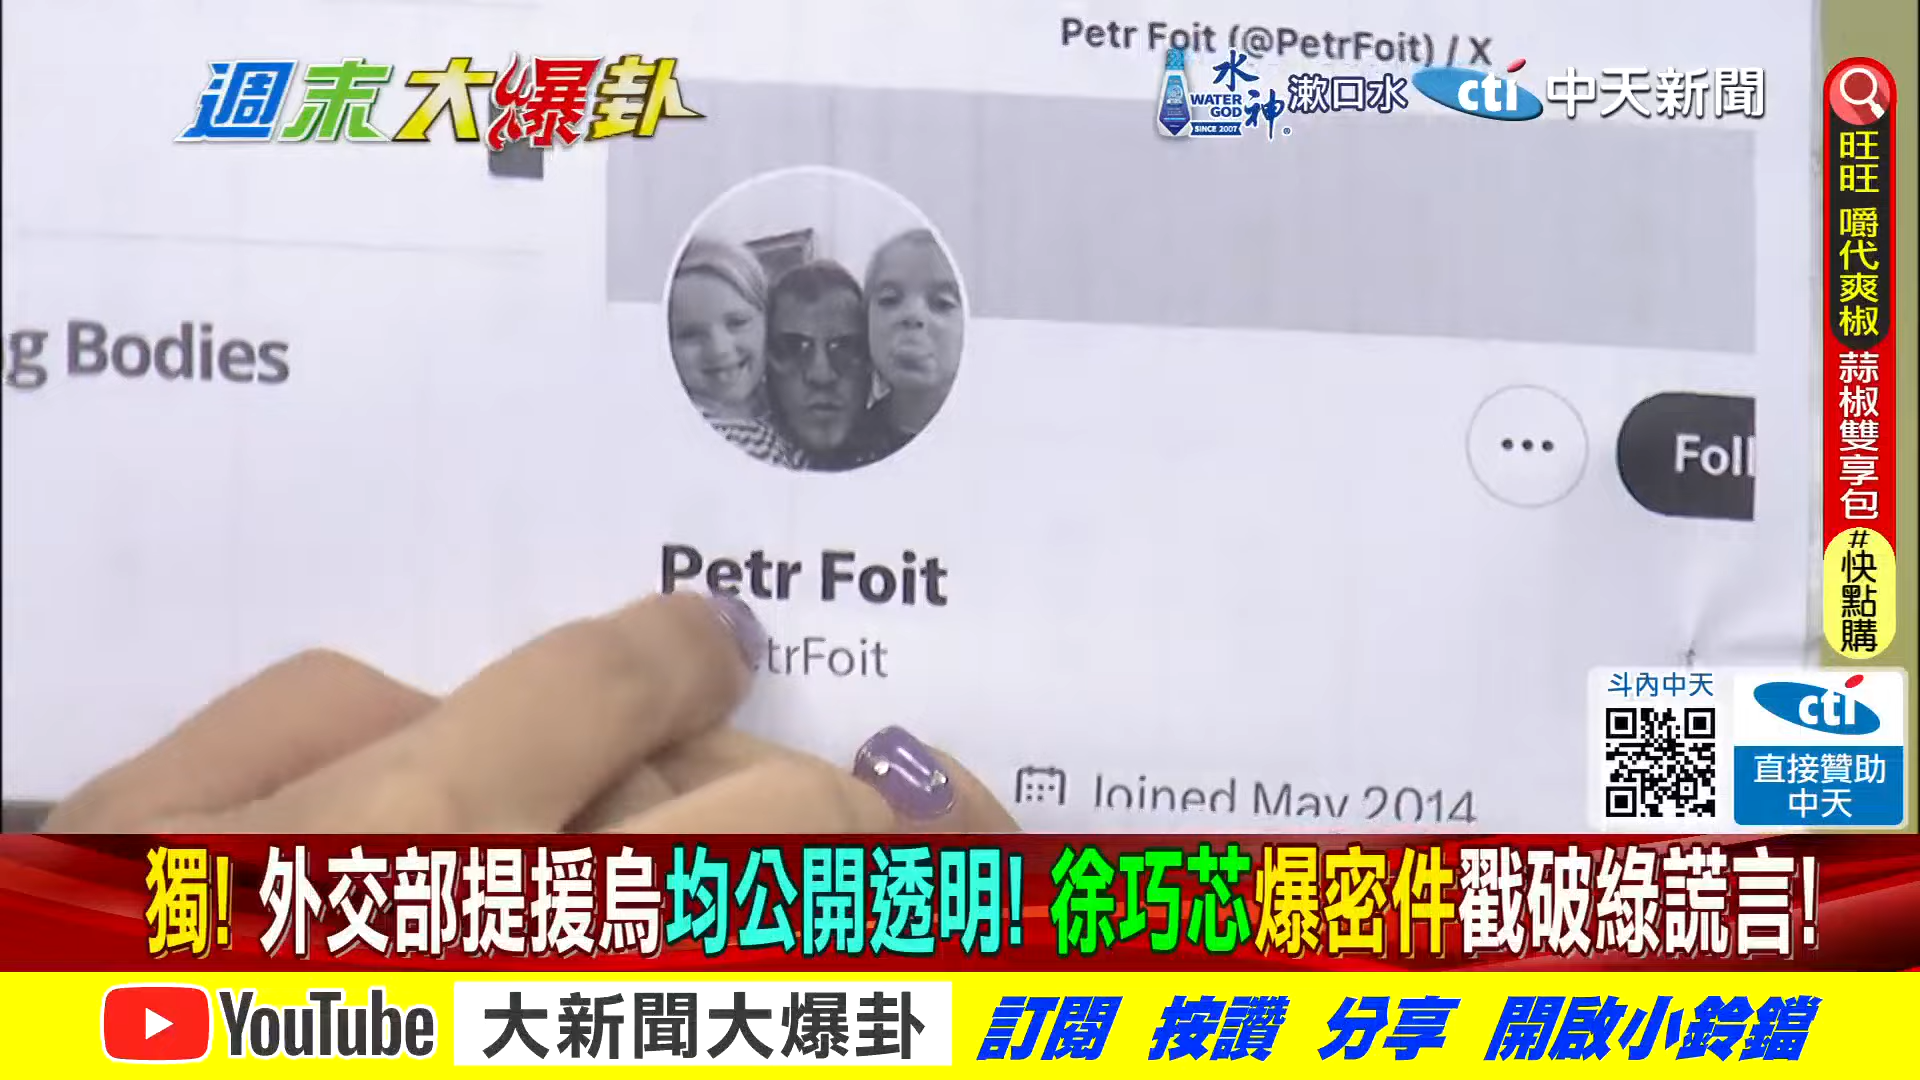 Petr Foit (@PetrFoit) / X
週末大爆卦
WATER GOD
SINCE 2007
水神
漱口水
cti
中天新聞
旺旺 嚼代爽椒 蒜椒雙享包
#快點購
g Bodies
Foll
Petr Foit
trFoit
Joined May 2014
斗內中天
cti
直接贊助
中天
獨! 外交部提援烏均公開透明! 徐巧芯爆密件戳破綠謊言!
YouTube 大新聞大爆卦 訂閱 按讚 分享 開啟小鈴鐺